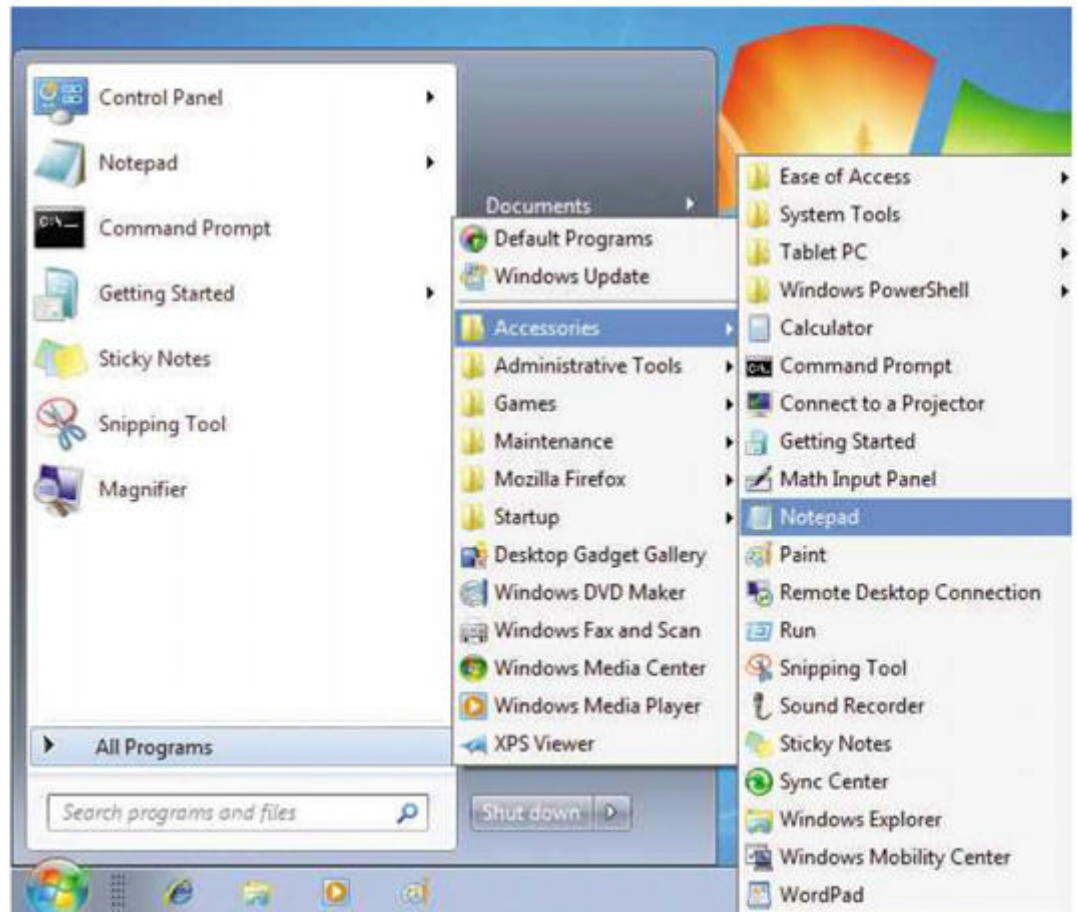 Control Panel
Notepad
Command Prompt
Getting Started
Sticky Notes
Snipping Tool
Magnifier
All Programs
Search programs and files
Documents
Shut down
Default Programs
Windows Update
Accessories
Administrative Tools
Games
Maintenance
Mozilla Firefox
Startup
Desktop Gadget Gallery
Windows DVD Maker
Windows Fax and Scan
Windows Media Center
Windows Media Player
XPS Viewer
Ease of Access
System Tools
Tablet PC
Windows PowerShell
Calculator
Command Prompt
Connect to a Projector
Getting Started
Math Input Panel
Notepad
Paint
Remote Desktop Connection
Run
Snipping Tool
Sound Recorder
Sticky Notes
Sync Center
Windows Explorer
Windows Mobility Center
WordPad